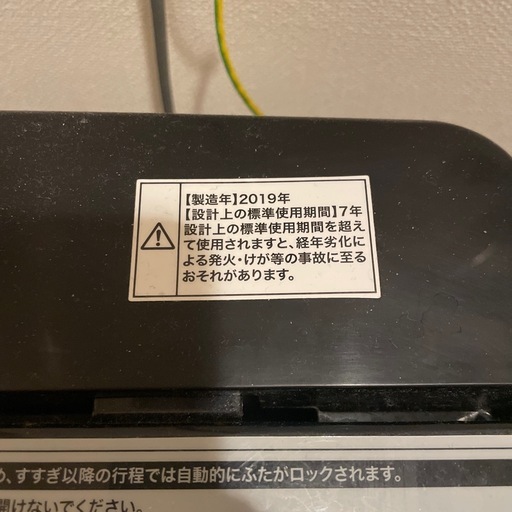 【製造年】2019年
【設計上の標準使用期間】7年
設計上の標準使用期間を超え
て使用されますと、経年劣化に
よる発火・けが等の事故に至る
おそれがあります。
め、すすぎ以降の行程では自動的にふたがロックされます。
開けないでください。